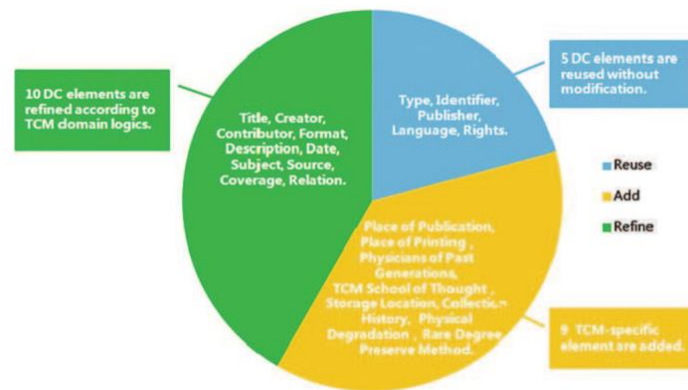 10 DC elements are
refined according to
TCM domain logics.
Title, Creator,
Contributor, Format,
Description, Date,
Subject, Source,
Coverage, Relation.
Type, Identifier,
Publisher,
Language, Rights.
5 DC elements are
reused without
modification.
Reuse
Add
Refine
Place of Publication,
Place of Printing ,
Physicians of Past
Generations,
TCM School of Thought ,
Storage Location, Collection
History, Physical
Degradation , Rare Degree
Preserve Method.
9 TCM-specific
element are added.